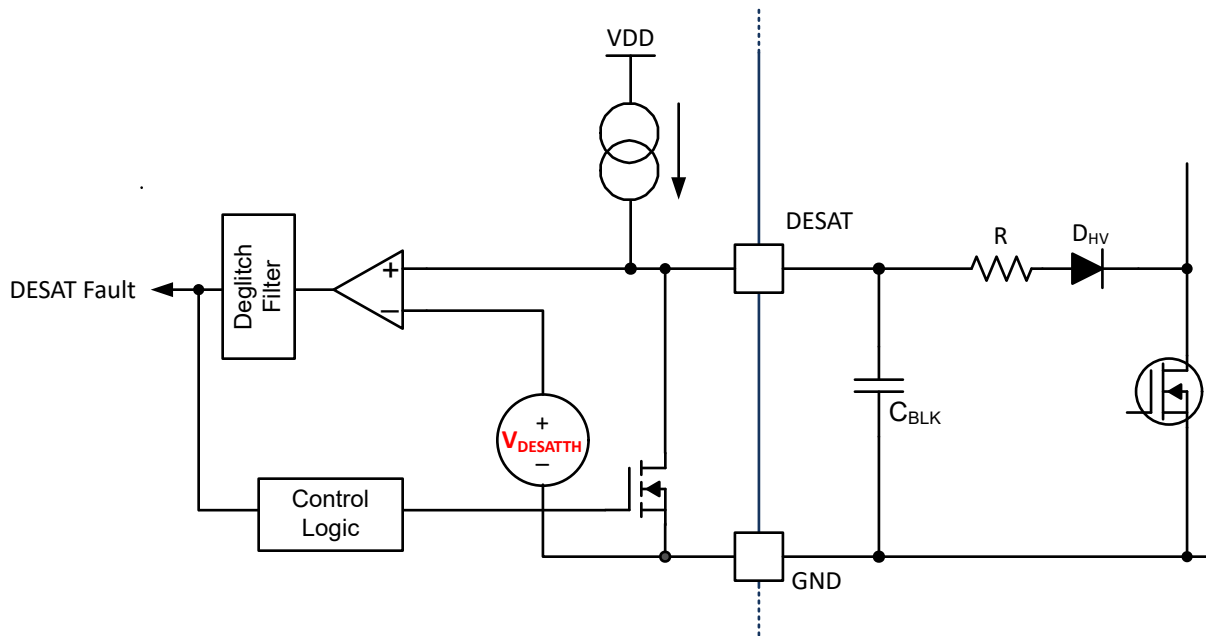 VDD
DESAT
R
DHV
+
−
Deglitch
Filter
DESAT Fault
CBLK
+
VDESATTH
−
Control
Logic
GND